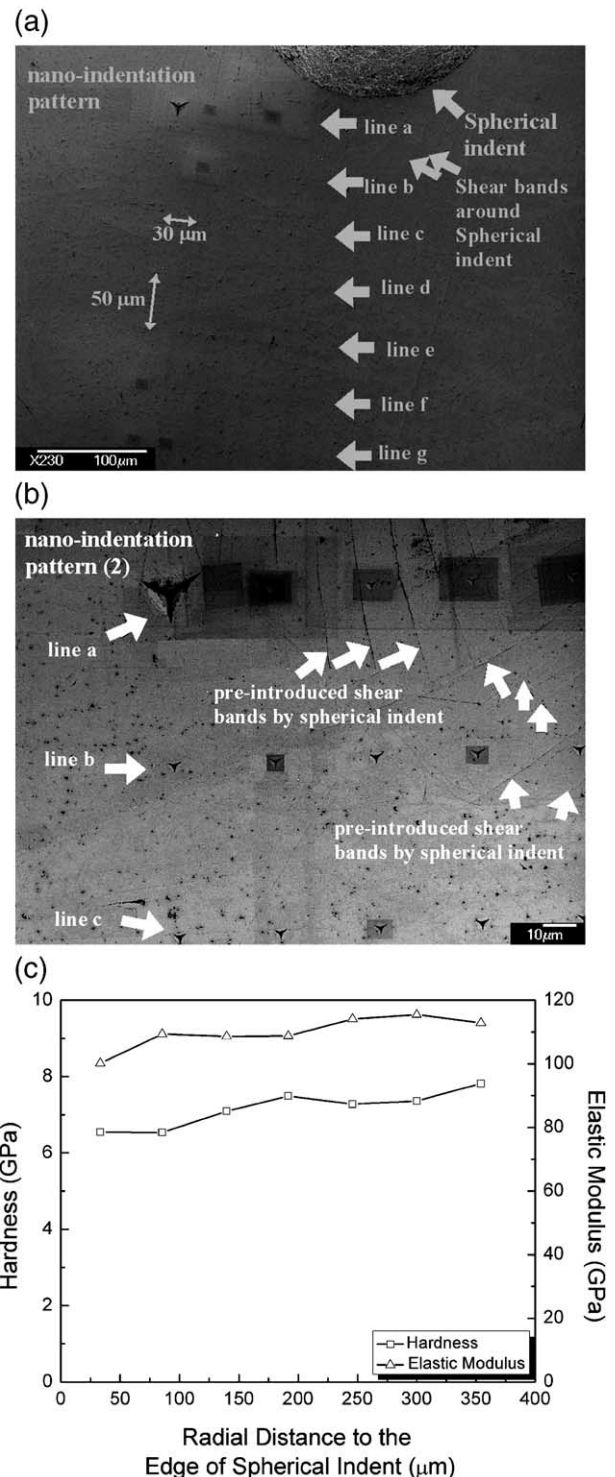 (a)
nano-indentation
pattern
line a
Spherical
indent
line b
Shear bands
around
Spherical
indent
30 μm
line c
50 μm
line d
line e
line f
line g
X230 100μm
(b)
nano-indentation
pattern (2)
line a
pre-introduced shear
bands by spherical indent
line b
pre-introduced shear
bands by spherical indent
line c
10μm
(c)
10
8
6
4
2
0
Hardness
(GPa)
120
100
80
60
40
20
0
Elastic Modulus
(GPa)
Hardness
Elastic Modulus
0 50 100 150 200 250 300 350 400
Radial Distance to the
Edge of Spherical Indent (μm)